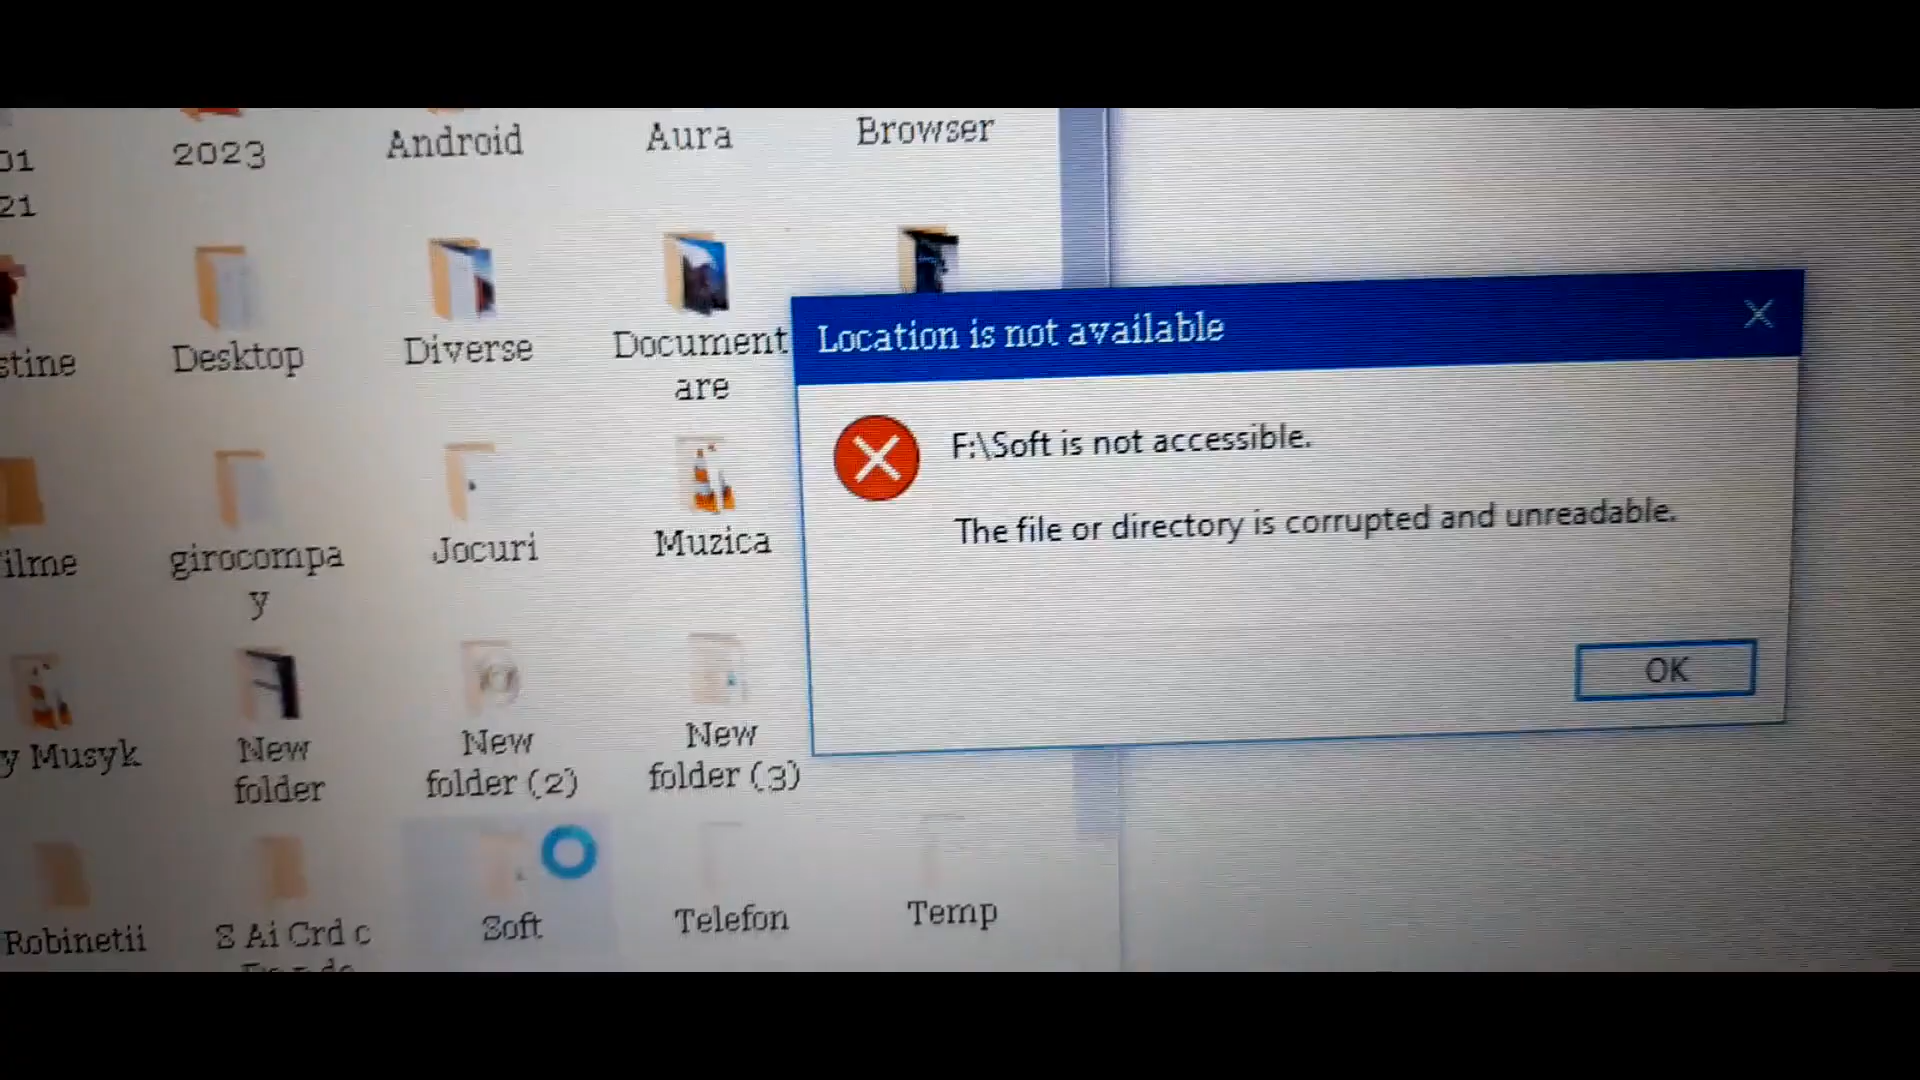 01
21
2023
Android
Aura
Browser
stine
Desktop
Diverse
Document
are
Location is not available
F:\Soft is not accessible.
The file or directory is corrupted and unreadable.
OK
ilme
girocompa
y
Jocuri
Muzica
y Musyk
New
folder
New
folder (2)
New
folder (3)
Robinetii
Soft
Telefon
Temp